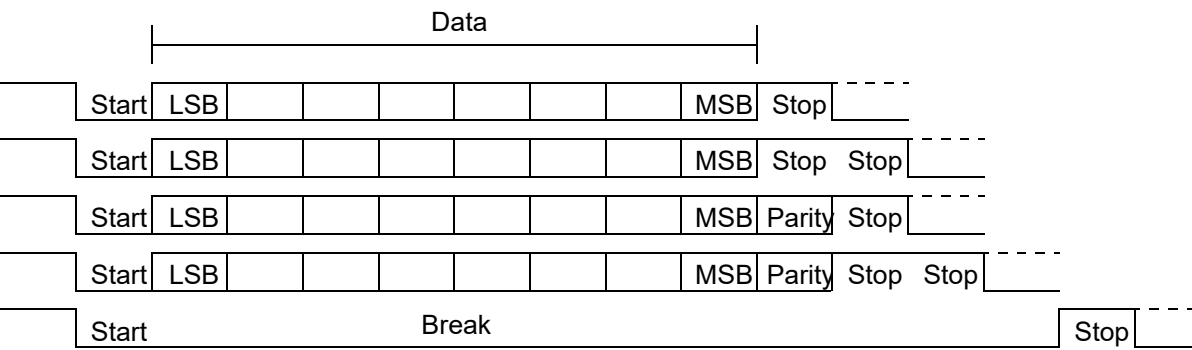 Data
Start LSB MSB Stop
Start LSB MSB Stop Stop
Start LSB MSB Parity Stop
Start LSB MSB Parity Stop Stop
Start Break Stop